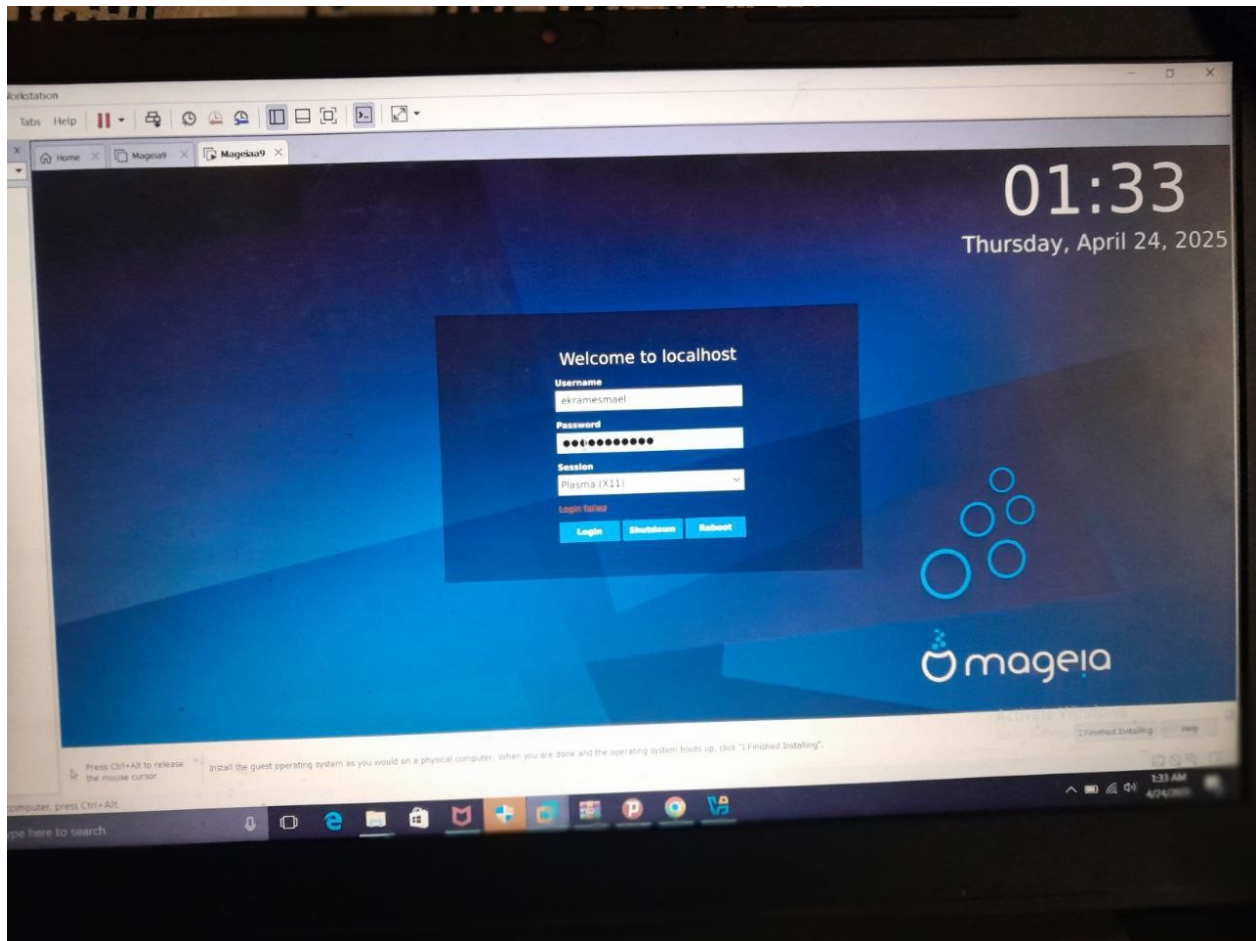 Workstation
Tabs Help
Home Mageia9 Mageiaa9
01:33
Thursday, April 24, 2025
Welcome to localhost
Username
ekramesmael
Password
Session
Plasma (X11)
Login failed
Login Shutdown Reboot
mageia
Activate Windows
Press Ctrl+Alt to release
the mouse cursor
Install the guest operating system as you would on a physical computer. When you are done and the operating system boots up, click "I Finished Installing".
I Finished Installing Help
computer, press Ctrl+Alt.
ype here to search
1:33 AM
4/24/2025